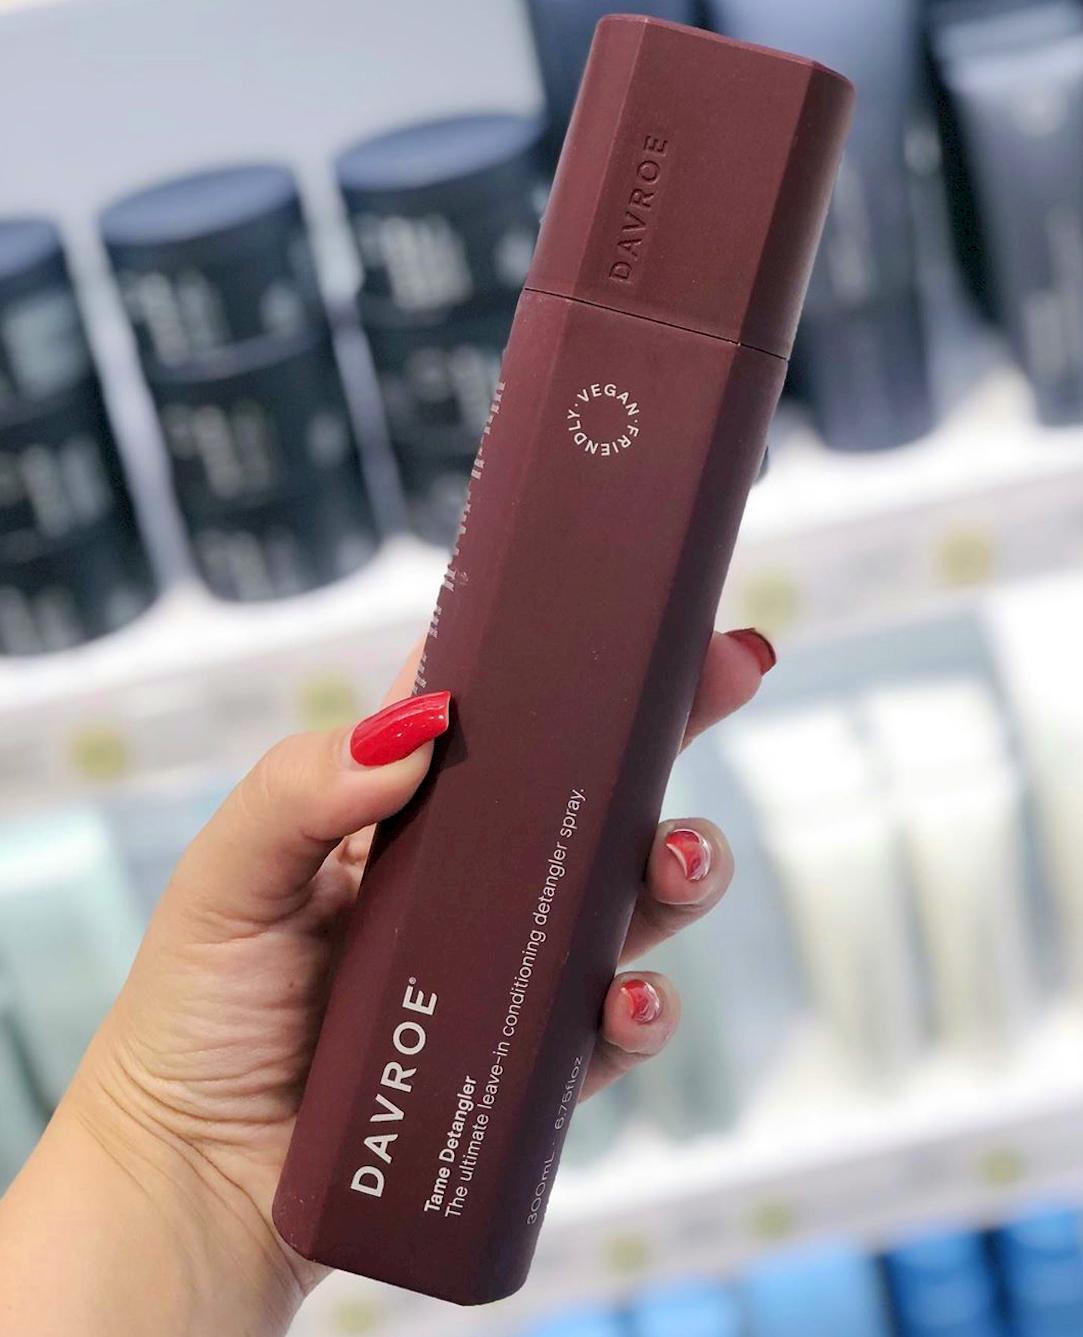 DAVROE
VEGAN · FRIENDLY ·
DAVROE®
Tame Detangler
The ultimate leave-in conditioning detangler spray.
300mL · 6.76floz